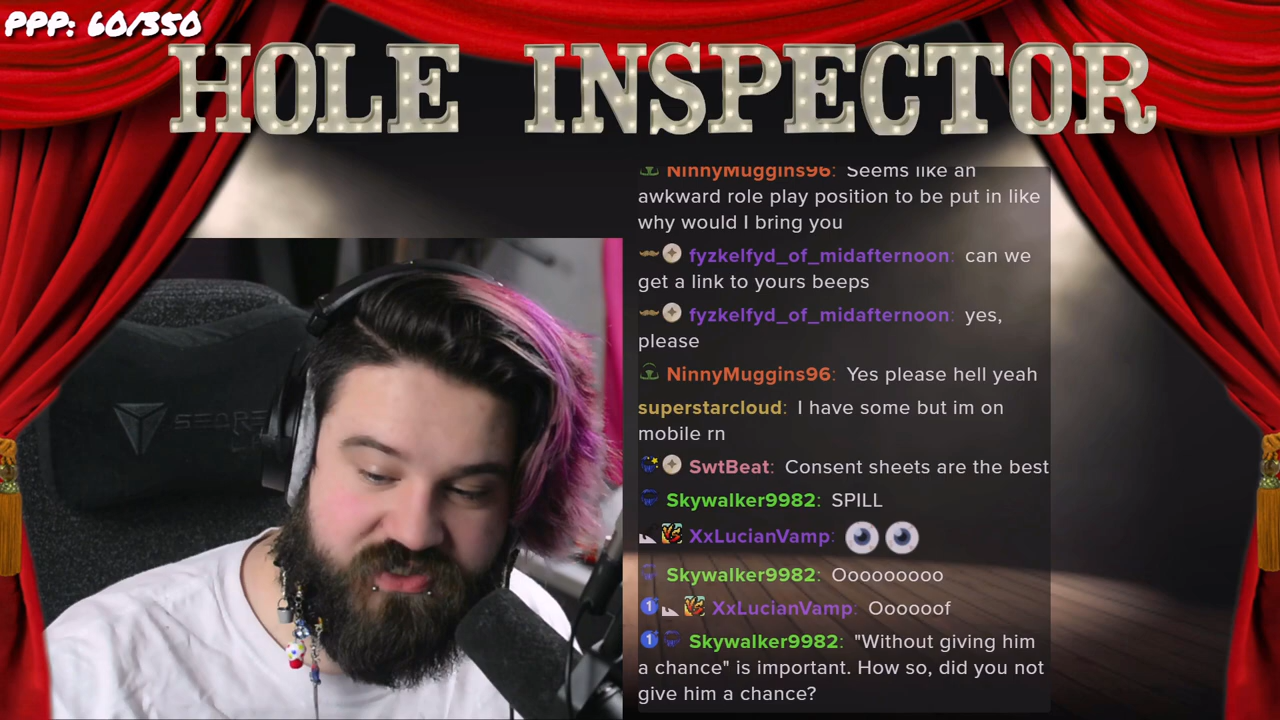 PPP: 60/350
HOLE INSPECTOR
NinnyMuggins96: Seems like an
awkward role play position to be put in like
why would I bring you
fyzkelfyd_of_midafternoon: can we
get a link to yours beeps
fyzkelfyd_of_midafternoon: yes,
please
NinnyMuggins96: Yes please hell yeah
superstarcloud: I have some but im on
mobile rn
SwtBeat: Consent sheets are the best
Skywalker9982: SPILL
XxLucianVamp:
Skywalker9982: Ooooooooo
1 XxLucianVamp: Oooooof
1 Skywalker9982: "Without giving him
a chance" is important. How so, did you not
give him a chance?